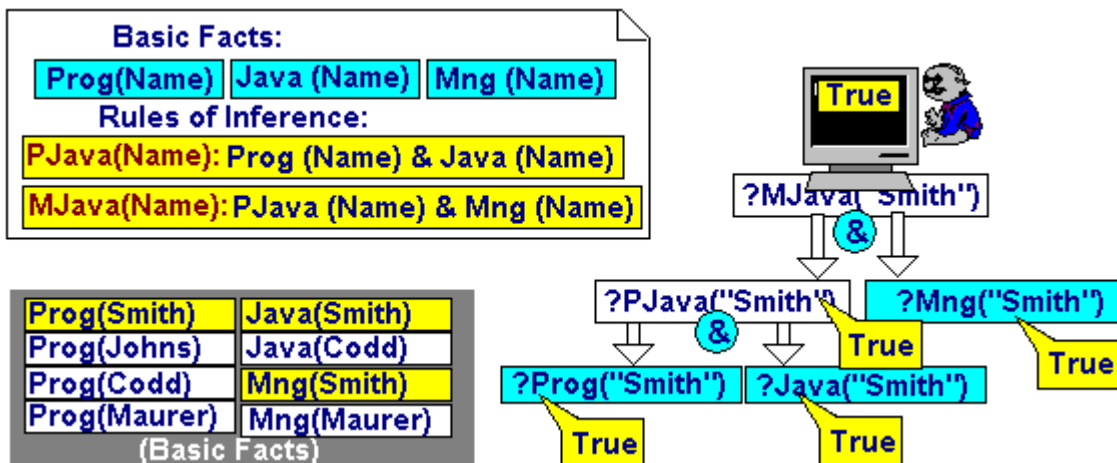 Basic Facts:
Prog(Name) Java (Name) Mng (Name)
Rules of Inference:
PJava(Name): Prog (Name) & Java (Name)
MJava(Name): PJava (Name) & Mng (Name)
True
?MJava("Smith")
&
?PJava("Smith") ?Mng("Smith")
&
True
True
?Prog("Smith") ?Java("Smith")
True
True
Prog(Smith) Java(Smith)
Prog(Johns) Java(Codd)
Prog(Codd) Mng(Smith)
Prog(Maurer) Mng(Maurer)
(Basic Facts)